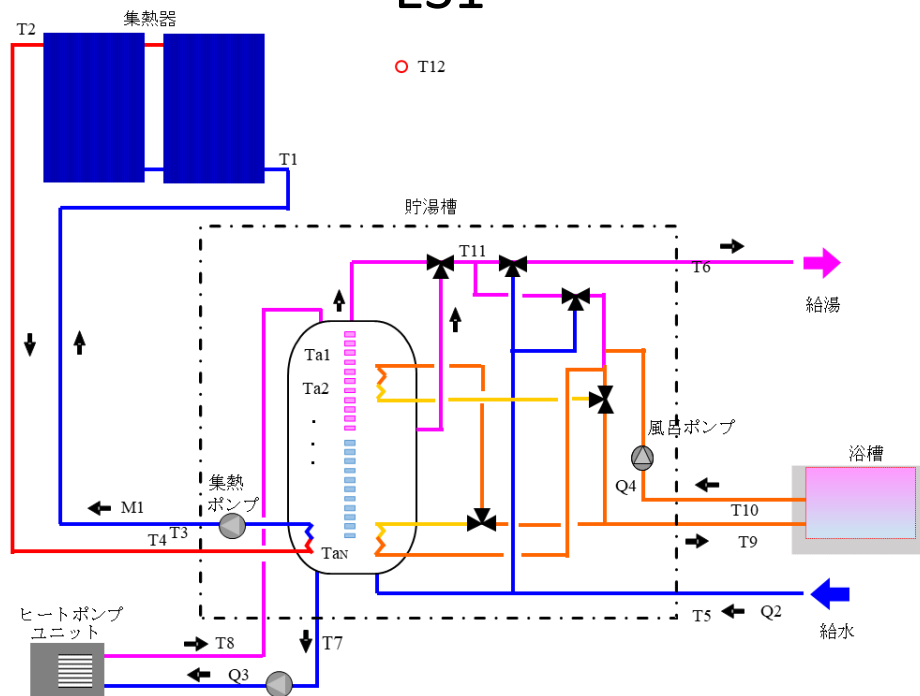 ES1
集熱器
T2
T12
T1
貯湯槽
T11
T6
給湯
Ta1
Ta2
風呂ポンプ
浴槽
集熱
ポンプ
Q4
M1
T10
T3
T4
TaN
T9
ヒートポンプ
ユニット
T5
Q2
給水
T8
T7
Q3